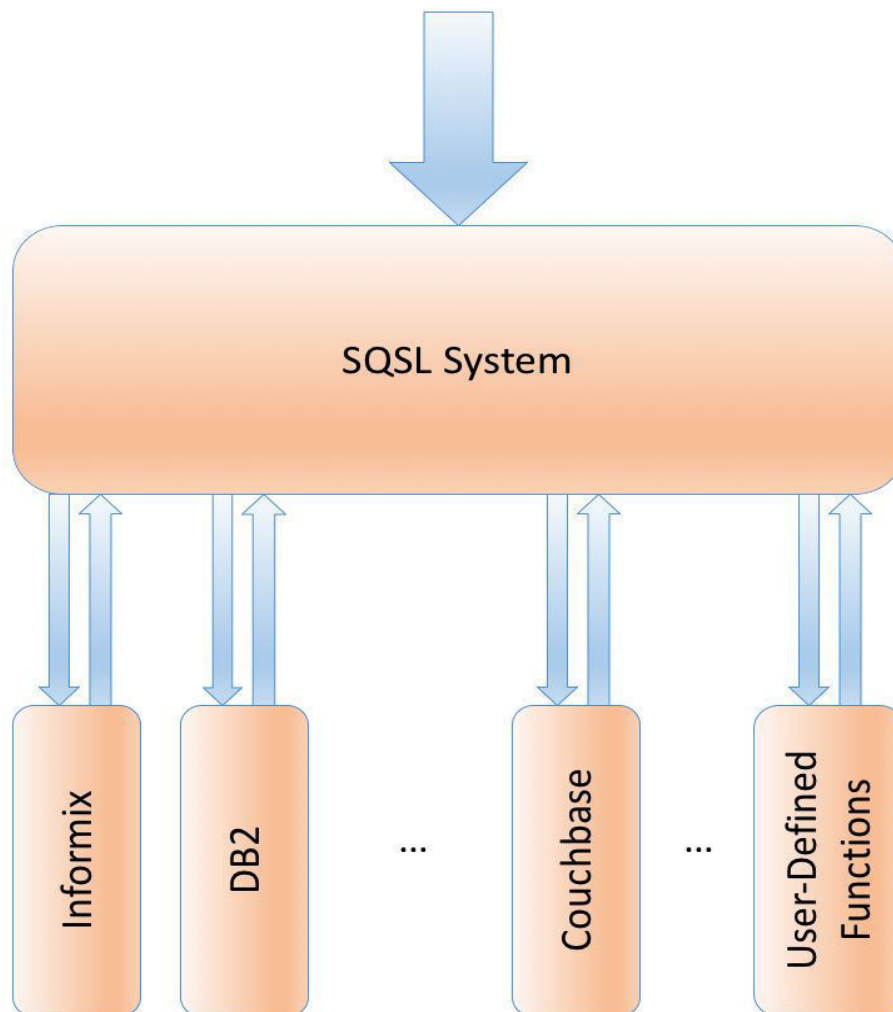 SQSL System
Informix
DB2
...
Couchbase
...
User-Defined
Functions